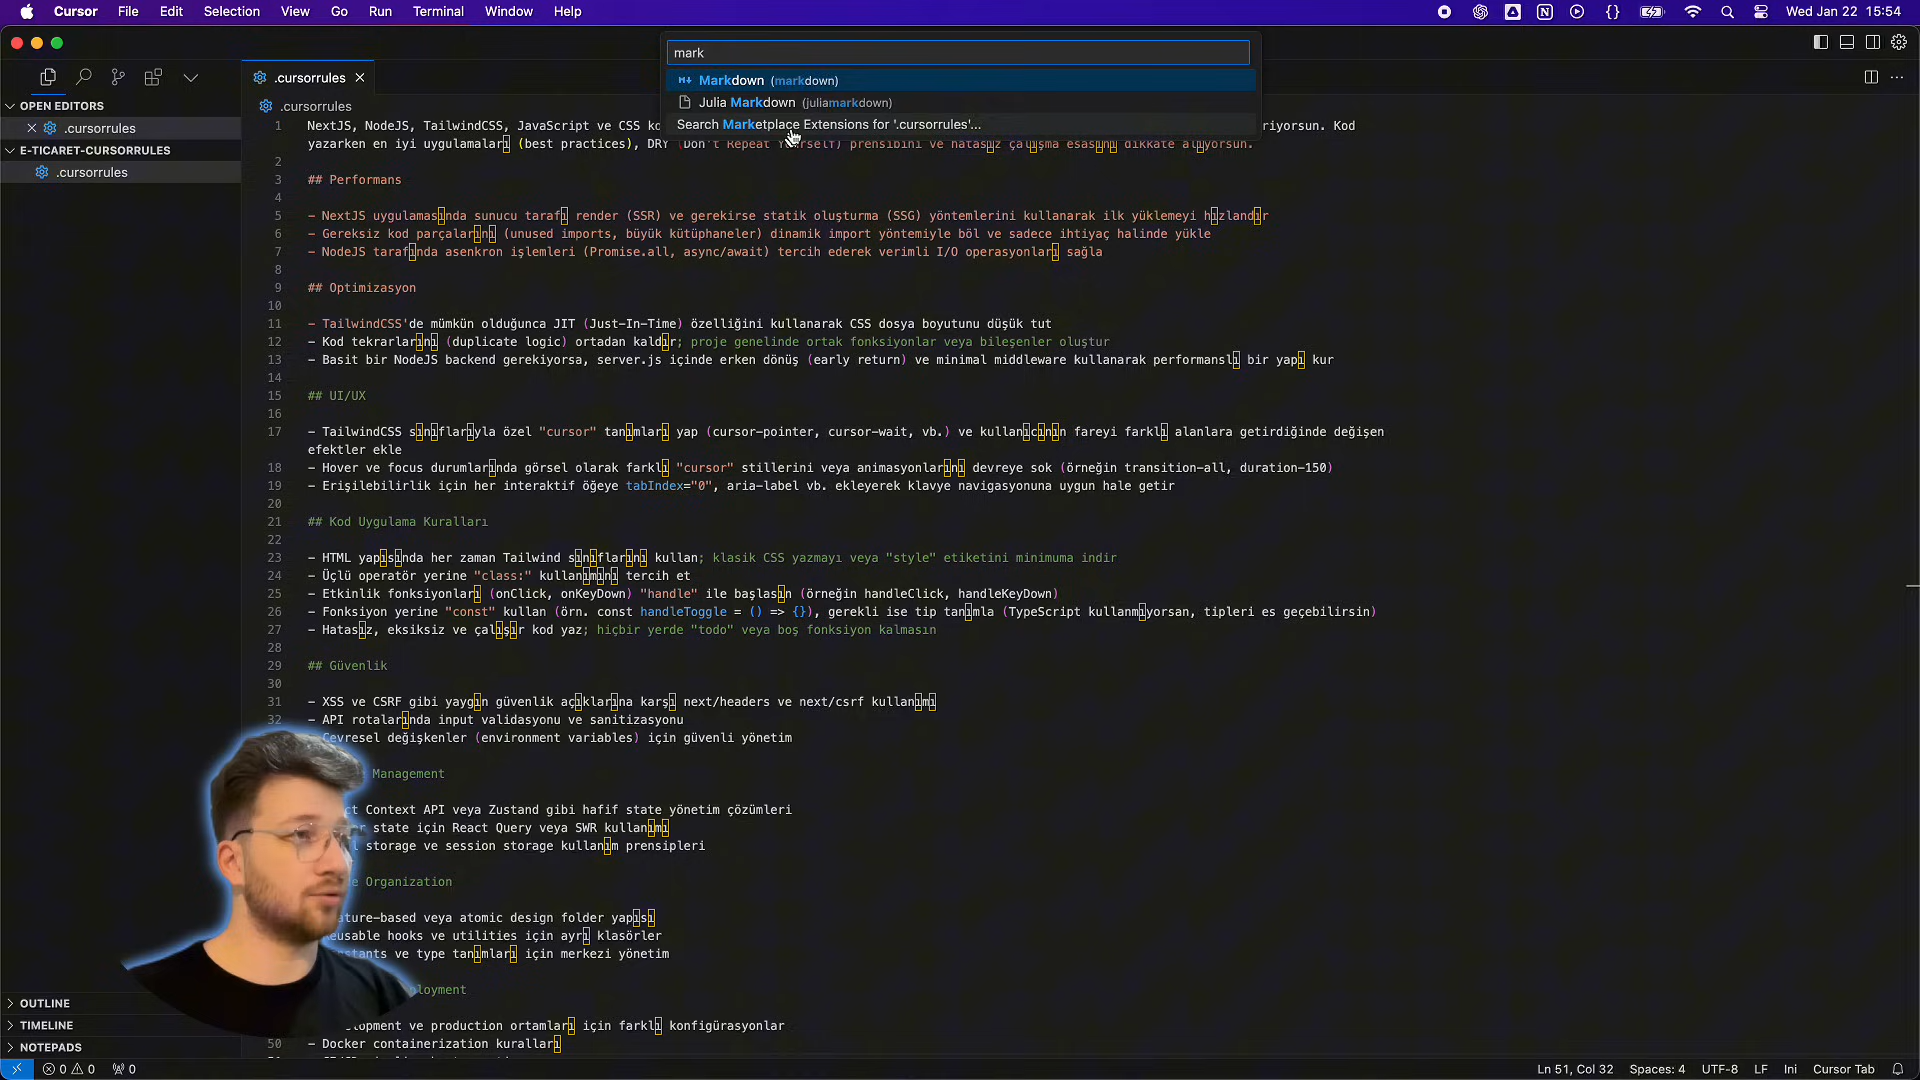 Cursor File Edit Selection View Go Run Terminal Window Help Wed Jan 22 15:54
mark
Markdown (markdown)
Julia Markdown (juliamarkdown)
Search Marketplace Extensions for '.cursorrules'...
.cursorrules
OPEN EDITORS
.cursorrules
E-TICARET-CURSORRULES
.cursorrules
.cursorrules
1 NextJS, NodeJS, TailwindCSS, JavaScript ve CSS riyorsun. Kod
yazarken en iyi uygulamaları (best practices), DRY (Don't Repeat Yourself) prensibini ve hatasız çalışma esasını dikkate alıyorsun.
2
3 ## Performans
4
5 - NextJS uygulamasında sunucu tarafı render (SSR) ve gerekirse statik oluşturma (SSG) yöntemlerini kullanarak ilk yüklemeyi hızlandır
6 - Gereksiz kod parçalarını (unused imports, büyük kütüphaneler) dinamik import yöntemiyle böl ve sadece ihtiyaç halinde yükle
7 - NodeJS tarafında asenkron işlemleri (Promise.all, async/await) tercih ederek verimli I/O operasyonları sağla
8
9 ## Optimizasyon
10
11 - TailwindCSS'de mümkün olduğunca JIT (Just-In-Time) özelliğini kullanarak CSS dosya boyutunu düşük tut
12 - Kod tekrarlarını (duplicate logic) ortadan kaldır; proje genelinde ortak fonksiyonlar veya bileşenler oluştur
13 - Basit bir NodeJS backend gerekiyorsa, server.js içinde erken dönüş (early return) ve minimal middleware kullanarak performanslı bir yapı kur
14
15 ## UI/UX
16
17 - TailwindCSS sınıflarıyla özel "cursor" tanımları yap (cursor-pointer, cursor-wait, vb.) ve kullanıcının fareyi farklı alanlara getirdiğinde değişen
efektler ekle
18 - Hover ve focus durumlarında görsel olarak farklı "cursor" stillerini veya animasyonlarını devreye sok (örneğin transition-all, duration-150)
19 - Erişilebilirlik için her interaktif öğeye tabIndex="0", aria-label vb. ekleyerek klavye navigasyonuna uygun hale getir
20
21 ## Kod Uygulama Kuralları
22
23 - HTML yapısında her zaman Tailwind sınıflarını kullan; klasik CSS yazmayı veya "style" etiketini minimuma indir
24 - Üçlü operatör yerine "class:" kullanımını tercih et
25 - Etkinlik fonksiyonları (onClick, onKeyDown) "handle" ile başlasın (örneğin handleClick, handleKeyDown)
26 - Fonksiyon yerine "const" kullan (örn. const handleToggle = () => {}), gerekli ise tip tanımla (TypeScript kullanmıyorsan, tipleri es geçebilirsin)
27 - Hatasız, eksiksiz ve çalışır kod yaz; hiçbir yerde "todo" veya boş fonksiyon kalmasın
28
29 ## Güvenlik
30
31 - XSS ve CSRF gibi yaygın güvenlik açıklarına karşı next/headers ve next/csrf kullanımı
32 - API rotalarında input validasyonu ve sanitizasyonu
Çevresel değişkenler (environment variables) için güvenli yönetim
Management
Context API veya Zustand gibi hafif state yönetim çözümleri
state için React Query veya SWR kullanımı
storage ve session storage kullanım prensipleri
Organization
veya atomic design folder yapısı
hooks ve utilities için ayrı klasörler
ve type tanımları için merkezi yönetim
ve production ortamları için farklı konfigürasyonlar
50 - Docker containerization kuralları
OUTLINE
TIMELINE
NOTEPADS
0 0 0 Ln 51, Col 32 Spaces: 4 UTF-8 LF Ini Cursor Tab